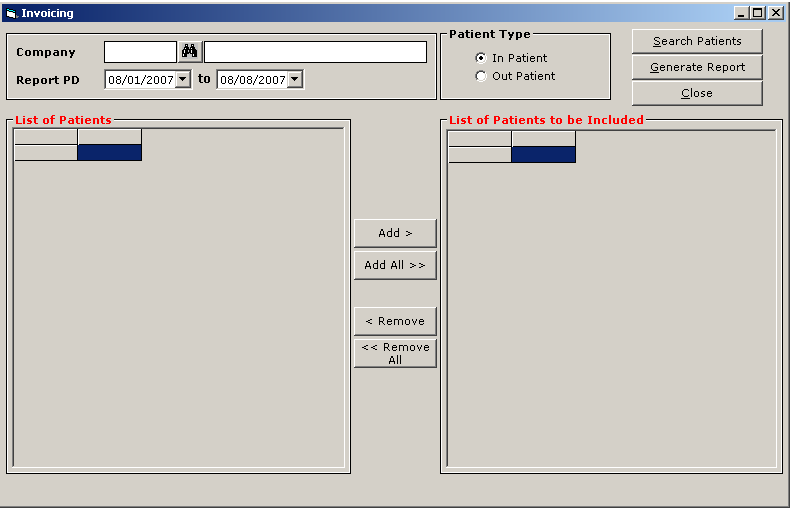 Invoicing
Company
Report PD 08/01/2007 to 08/08/2007
Patient Type
In Patient
Out Patient
Search Patients
Generate Report
Close
List of Patients
Add >
Add All >>
< Remove
<< Remove
All
List of Patients to be Included